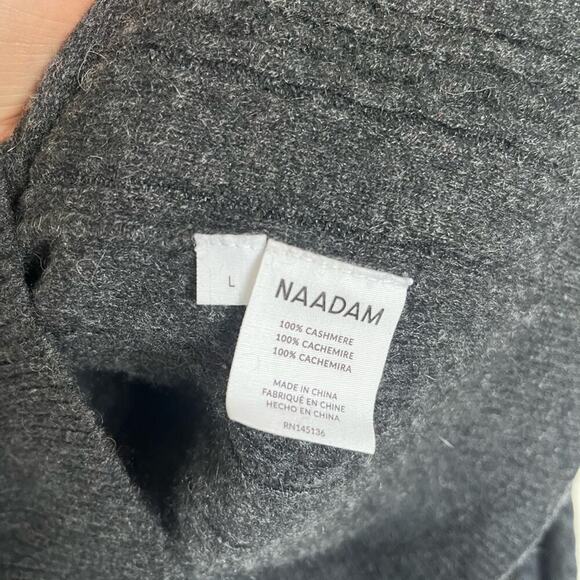 L
NAADAM
100% CASHMERE
100% CACHEMIRE
100% CACHEMIRA
MADE IN CHINA
FABRIQUÉ EN CHINE
HECHO EN CHINA
RN145136